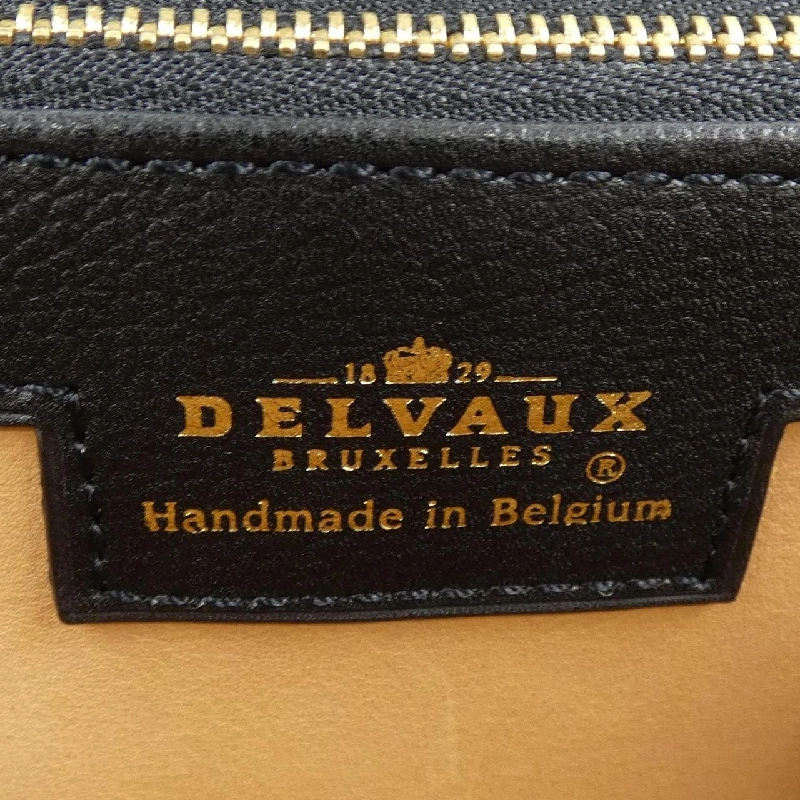 18 29
DELVAUX
BRUXELLES ®
Handmade in Belgium